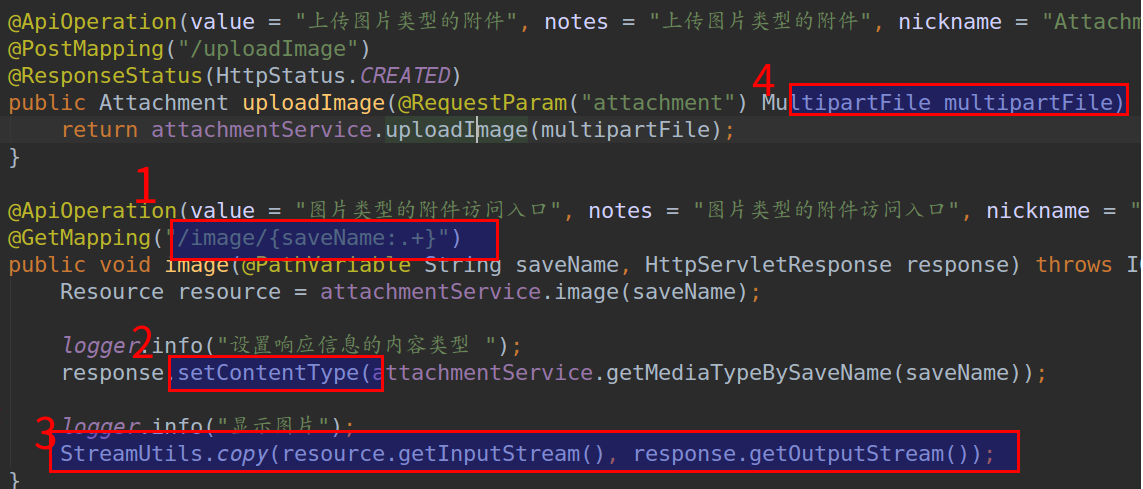 @ApiOperation(value = "上传图片类型的附件", notes = "上传图片类型的附件", nickname = "Attachm
@PostMapping("/uploadImage")
@ResponseStatus(HttpStatus.CREATED)
4
public Attachment uploadImage(@RequestParam("attachment") MultipartFile multipartFile)
return attachmentService.uploadImage(multipartFile);
}
1
@ApiOperation(value = "图片类型的附件访问入口", notes = "图片类型的附件访问入口", nickname = "
@GetMapping("/image/{saveName:.+}")
public void image(@PathVariable String saveName, HttpServletResponse response) throws IO
Resource resource = attachmentService.image(saveName);
2
logger.info("设置响应信息的内容类型 ");
response.setContentType(attachmentService.getMediaTypeBySaveName(saveName));
3
logger.info("显示图片");
StreamUtils.copy(resource.getInputStream(), response.getOutputStream());
}